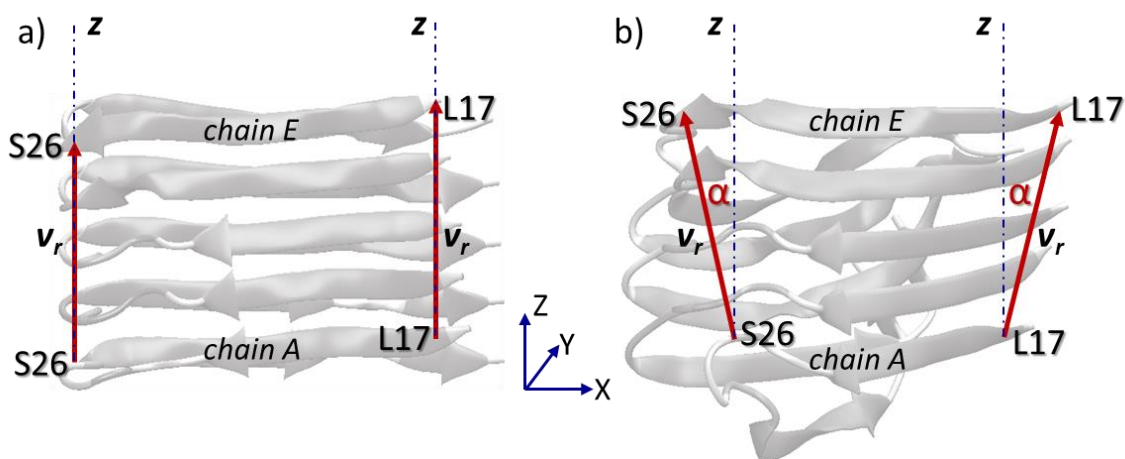 a)
z
z
L17
chain E
S26
v_r
v_r
chain A
L17
S26
Z
Y
X
b)
z
z
S26
chain E
L17
α
α
v_r
v_r
S26
chain A
L17